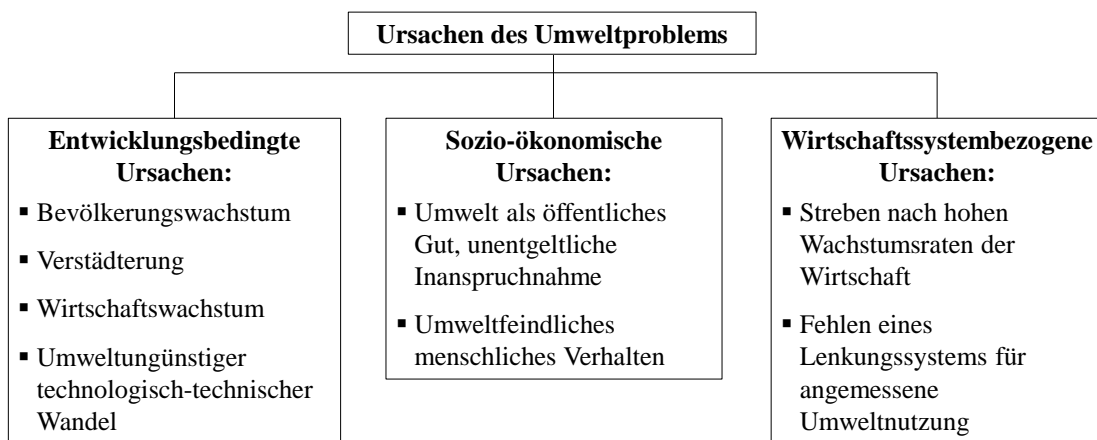 Ursachen des Umweltproblems
Entwicklungsbedingte
Ursachen:
▪ Bevölkerungswachstum
▪ Verstädterung
▪ Wirtschaftswachstum
▪ Umweltungünstiger
technologisch-technischer
Wandel
Sozio-ökonomische
Ursachen:
▪ Umwelt als öffentliches
Gut, unentgeltliche
Inanspruchnahme
▪ Umweltfeindliches
menschliches Verhalten
Wirtschaftssystembezogene
Ursachen:
▪ Streben nach hohen
Wachstumsraten der
Wirtschaft
▪ Fehlen eines
Lenkungssystems für
angemessene
Umweltnutzung